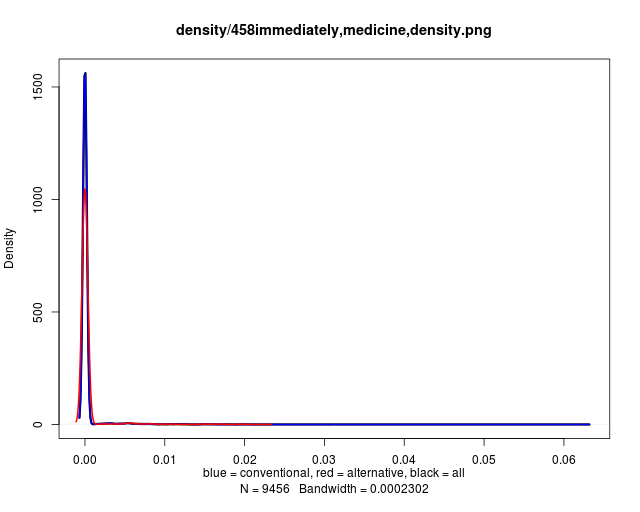 density/458immediately,medicine,density.png
Density
1500
1000
500
0
0.00 0.01 0.02 0.03 0.04 0.05 0.06
blue = conventional, red = alternative, black = all
N = 9456 Bandwidth = 0.0002302